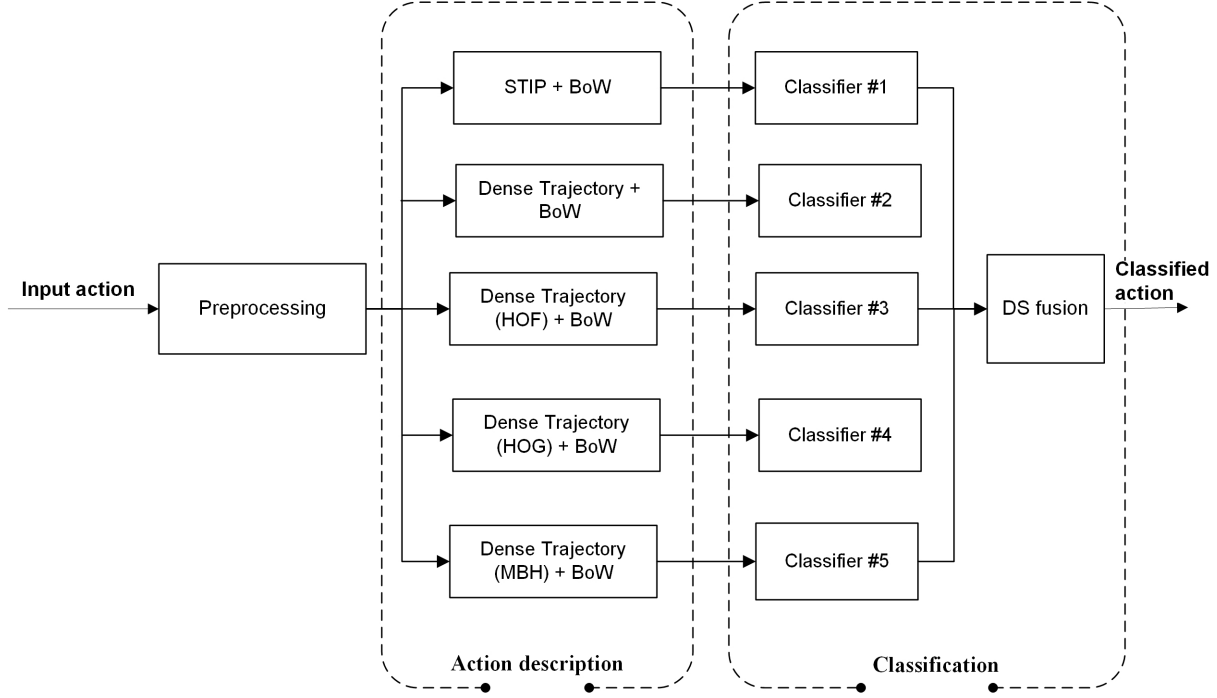 STIP + BoW
Classifier #1
Dense Trajectory +
BoW
Classifier #2
Input action
Preprocessing
Dense Trajectory
(HOF) + BoW
Classifier #3
DS fusion
Classified
action
Dense Trajectory
(HOG) + BoW
Classifier #4
Dense Trajectory
(MBH) + BoW
Classifier #5
Action description
Classification